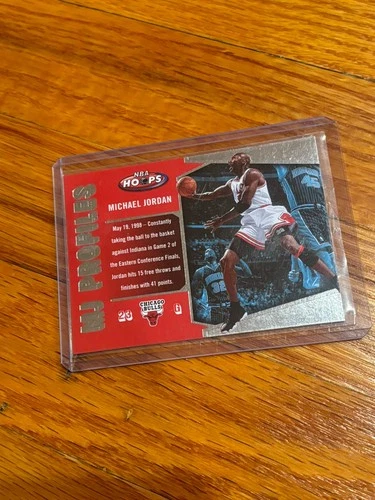 MJ PROFILES
NBA
HOOPS
MICHAEL JORDAN
May 19, 1998 - Constantly
taking the ball to the basket
against Indiana in Game 2 of
the Eastern Conference Finals,
Jordan hits 15 free throws and
finishes with 41 points.
23
CHICAGO
BULLS
G